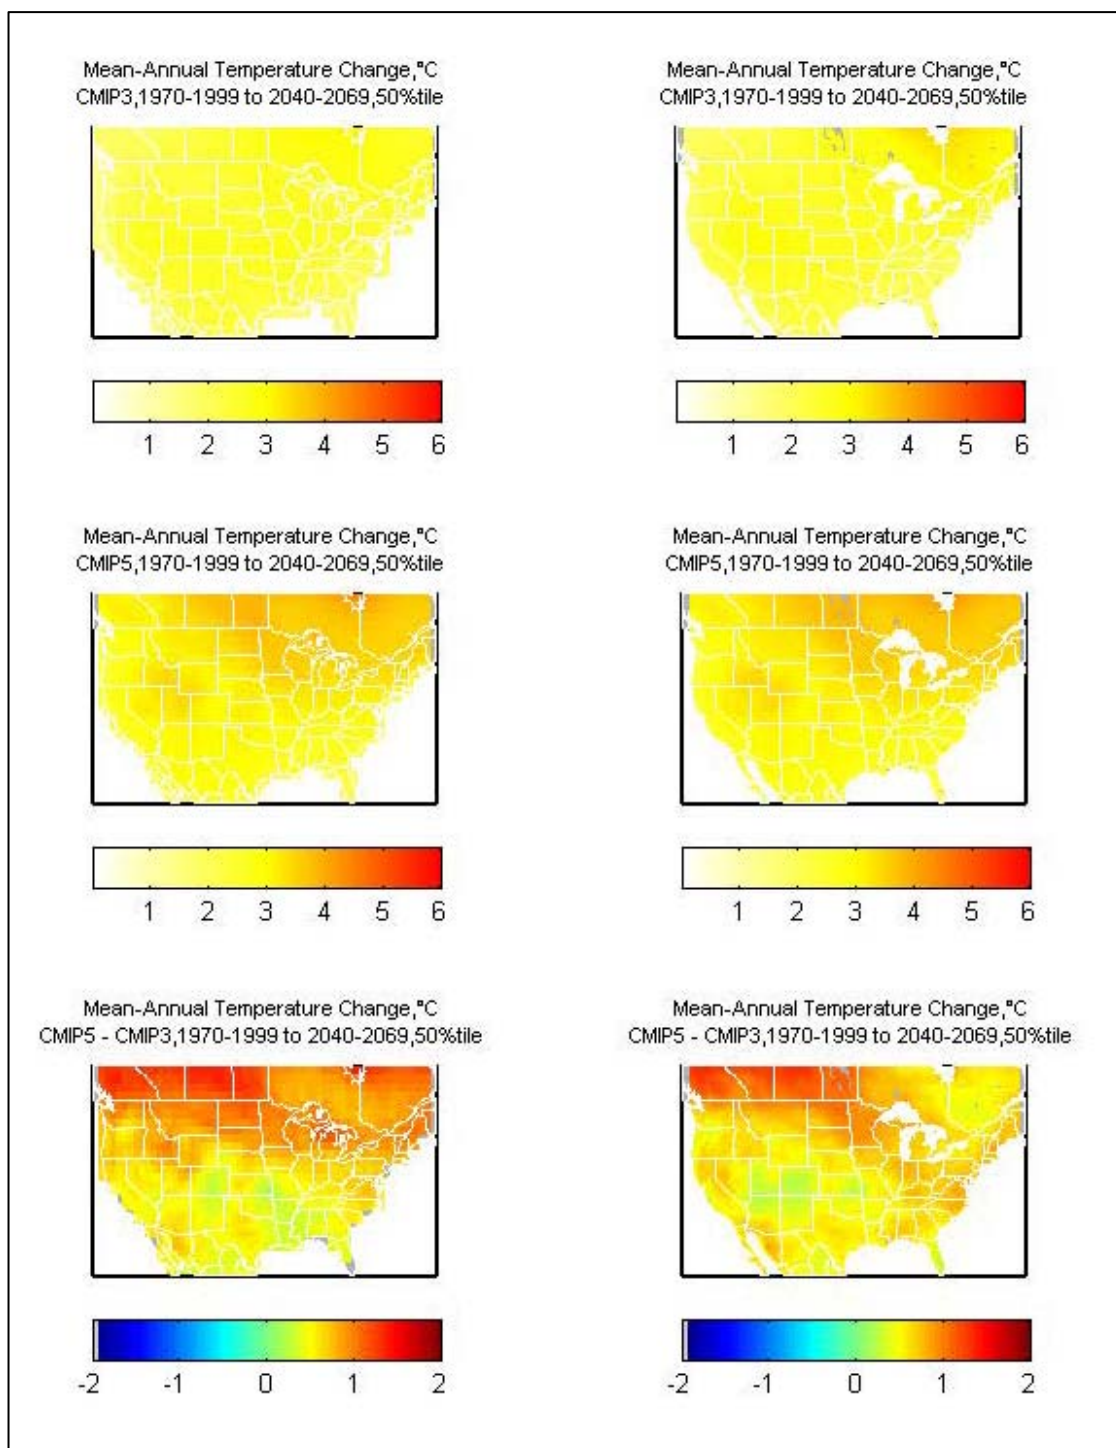 Mean-Annual Temperature Change,°C
CMIP3,1970-1999 to 2040-2069,50%tile
1 2 3 4 5 6
Mean-Annual Temperature Change,°C
CMIP3,1970-1999 to 2040-2069,50%tile
1 2 3 4 5 6
Mean-Annual Temperature Change,°C
CMIP5,1970-1999 to 2040-2069,50%tile
1 2 3 4 5 6
Mean-Annual Temperature Change,°C
CMIP5,1970-1999 to 2040-2069,50%tile
1 2 3 4 5 6
Mean-Annual Temperature Change,°C
CMIP5 - CMIP3,1970-1999 to 2040-2069,50%tile
-2 -1 0 1 2
Mean-Annual Temperature Change,°C
CMIP5 - CMIP3,1970-1999 to 2040-2069,50%tile
-2 -1 0 1 2